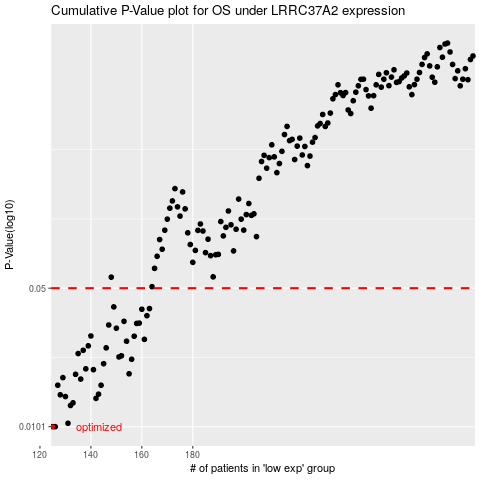 Cumulative P-Value plot for OS under LRRC37A2 expression
P-Value(log10)
0.05
0.0101
optimized
120 140 160 180
# of patients in 'low exp' group